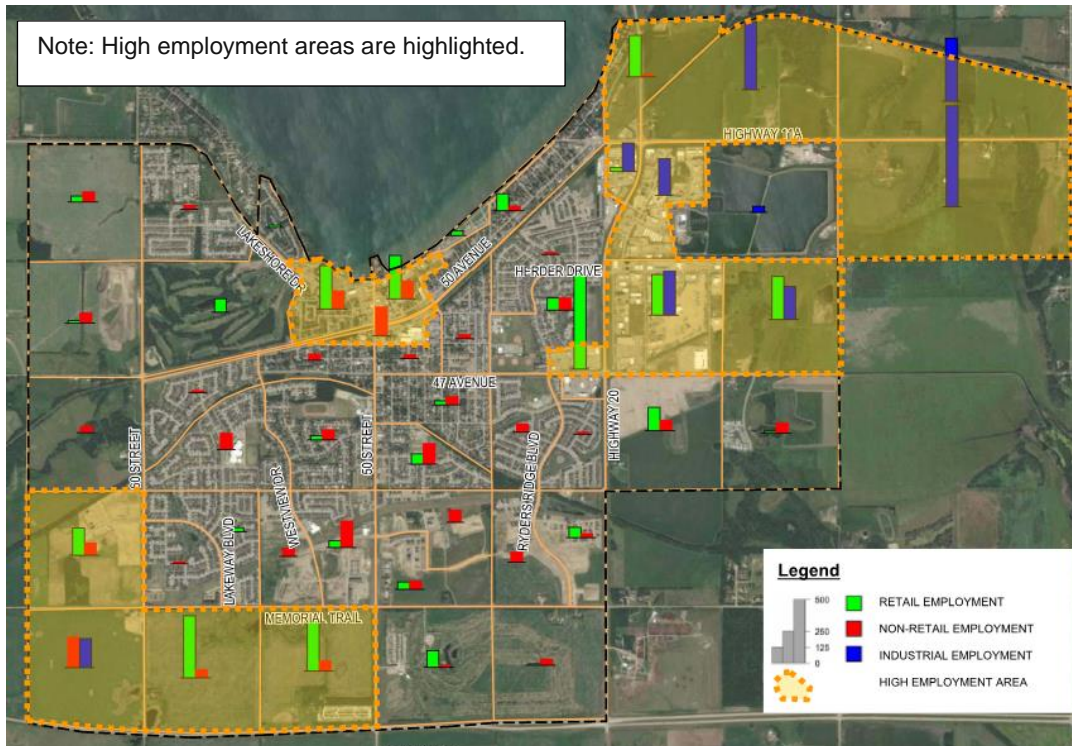 Note: High employment areas are highlighted.
HIGHWAY 11A
LAKESHORE DR
50 AVENUE
HERDER DRIVE
47 AVENUE
60 STREET
50 STREET
HIGHWAY 20
WESTVIEW DR
RYDERS RIDGE BLVD
LAKEWAY BLVD
MEMORIAL TRAIL
Legend
500
250
125
0
RETAIL EMPLOYMENT
NON-RETAIL EMPLOYMENT
INDUSTRIAL EMPLOYMENT
HIGH EMPLOYMENT AREA